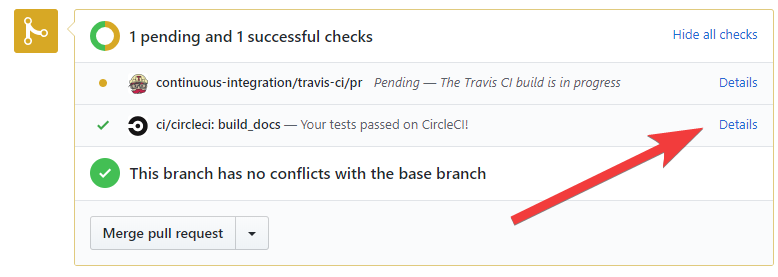 1 pending and 1 successful checks Hide all checks
continuous-integration/travis-ci/pr Pending — The Travis CI build is in progress Details
ci/circleci: build_docs — Your tests passed on CircleCI! Details
This branch has no conflicts with the base branch
Merge pull request